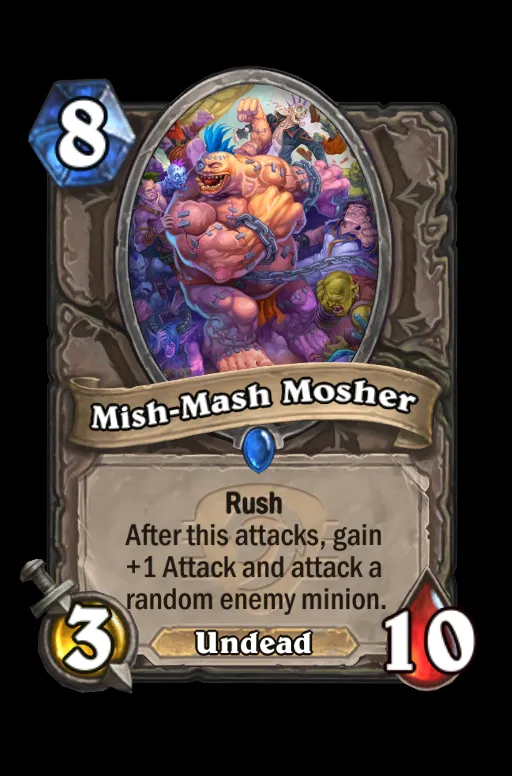 8
Mish-Mash Mosher
Rush
After this attacks, gain
+1 Attack and attack a
random enemy minion.
3
Undead
10